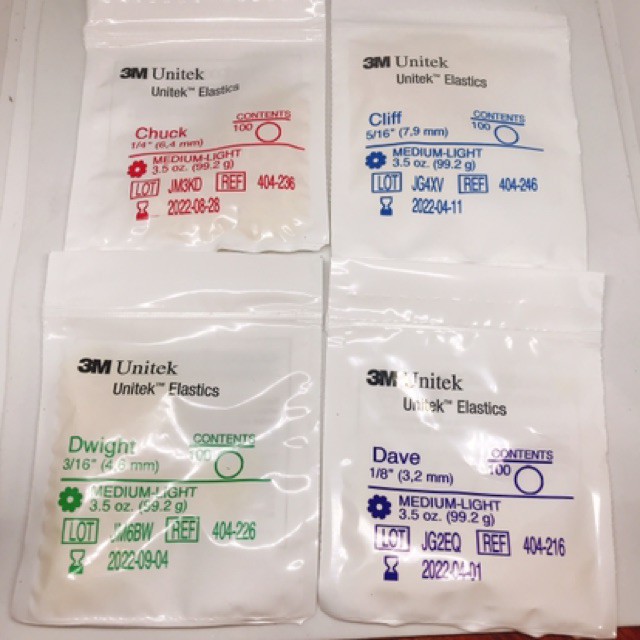 3M Unitek
Unitek™ Elastics
CONTENTS
100
Chuck
1/4" (6,4 mm)
MEDIUM-LIGHT
3.5 oz. (99.2 g)
LOT JM3KD REF 404-236
2022-08-28
3M Unitek
Unitek™ Elastics
CONTENTS
100
Cliff
5/16" (7,9 mm)
MEDIUM-LIGHT
3.5 oz. (99.2 g)
LOT JG4XV REF 404-246
2022-04-11
3M Unitek
Unitek™ Elastics
CONTENTS
100
Dwight
3/16" (4,8 mm)
MEDIUM-LIGHT
3.5 oz. (99.2 g)
LOT JM6BW REF 404-226
2022-09-04
3M Unitek
Unitek™ Elastics
CONTENTS
100
Dave
1/8" (3,2 mm)
MEDIUM-LIGHT
3.5 oz. (99.2 g)
LOT JG2EQ REF 404-216
2022-04-01